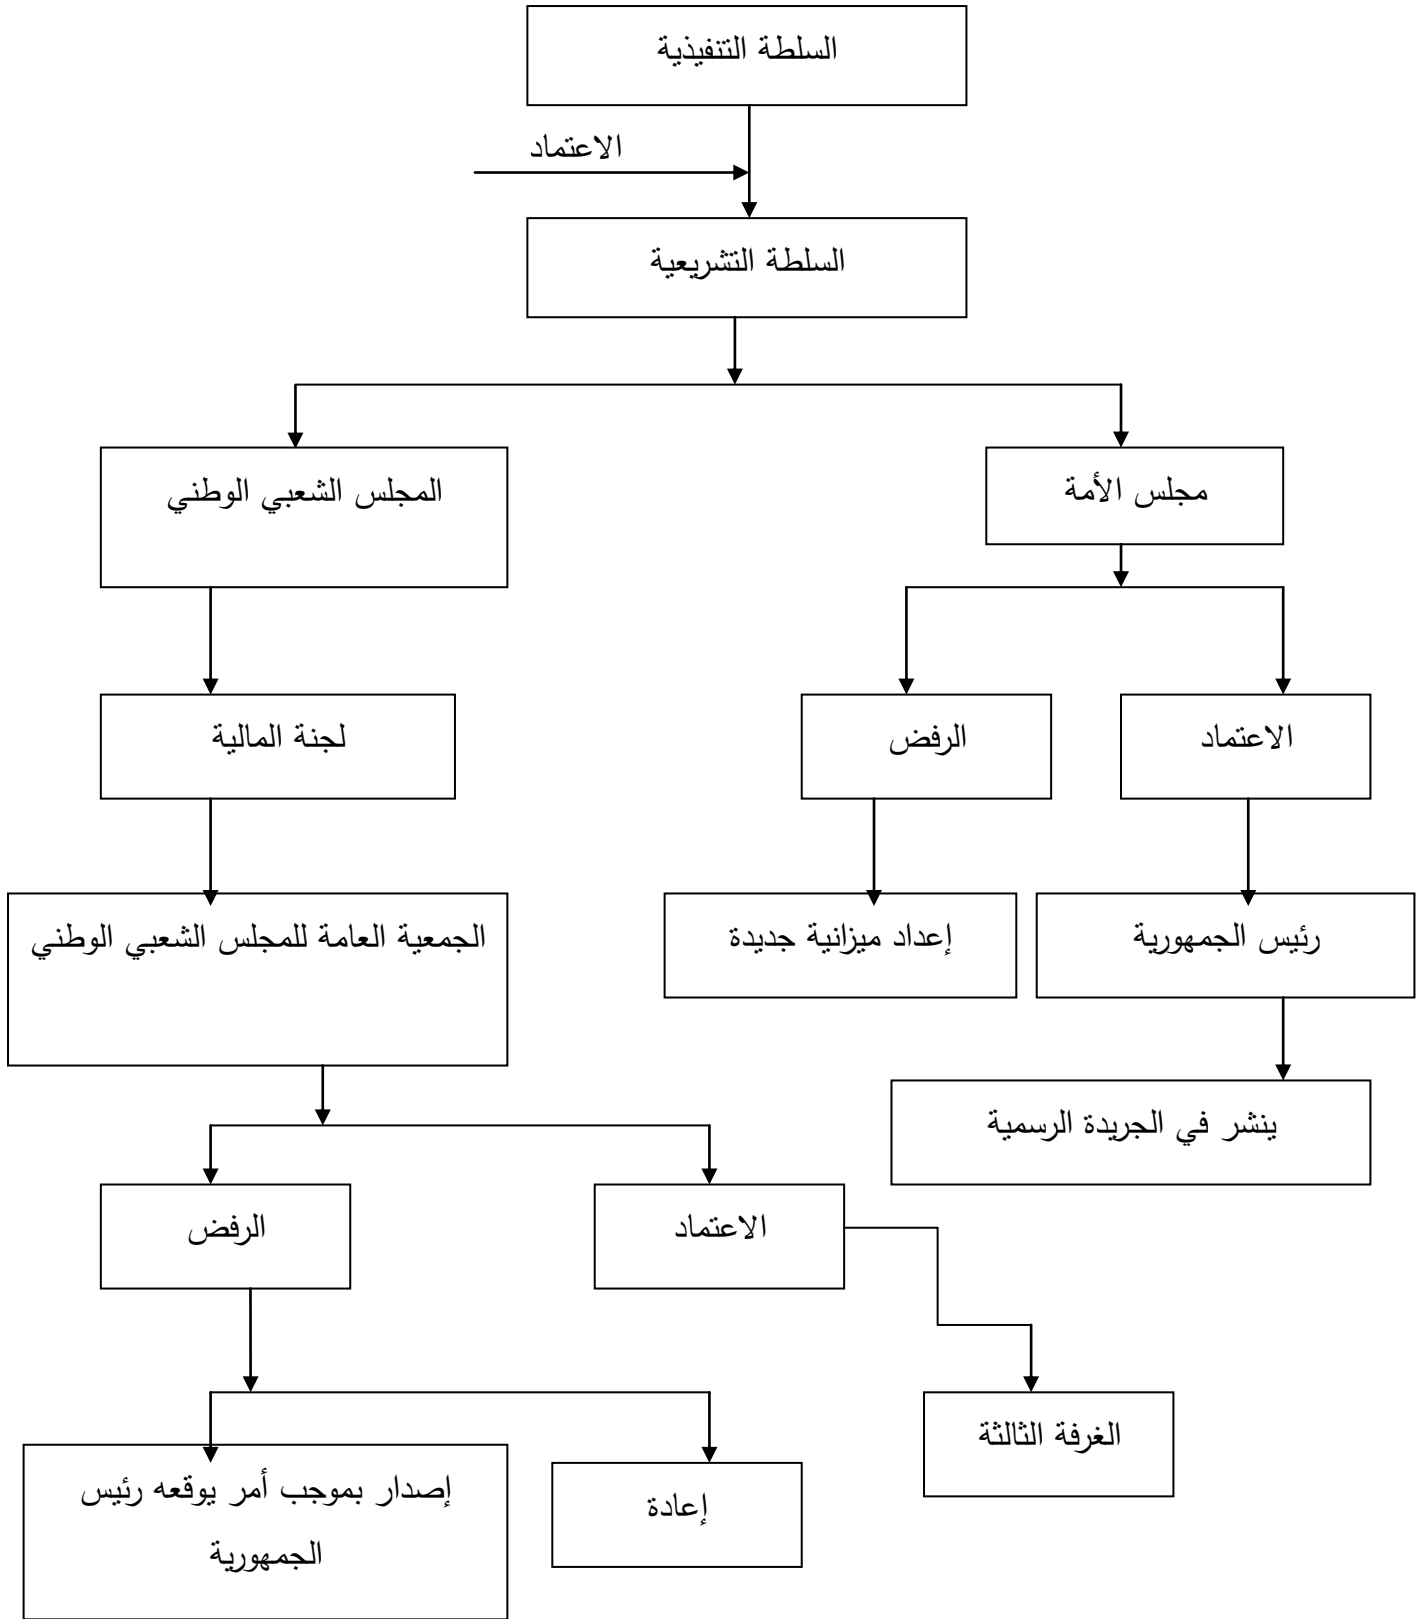 السلطة التنفيذية
الاعتماد
السلطة التشريعية
مجلس الأمة
المجلس الشعبي الوطني
الاعتماد
الرفض
لجنة المالية
رئيس الجمهورية
إعداد ميزانية جديدة
الجمعية العامة للمجلس الشعبي الوطني
ينشر في الجريدة الرسمية
الاعتماد
الرفض
الغرفة الثالثة
إعادة
إصدار بموجب أمر يوقعه رئيس
الجمهورية